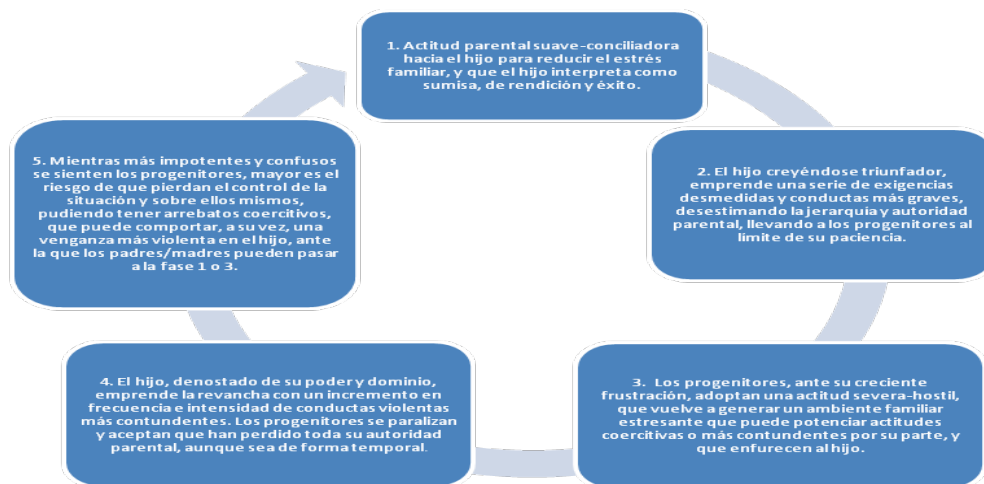 1. Actitud parental suave-conciliadora
hacia el hijo para reducir el estrés
familiar, y que el hijo interpreta como
sumisa, de rendición y éxito.
2. El hijo creyéndose triunfador,
emprende una serie de exigencias
desmedidas y conductas más graves,
desestimando la jerarquía y autoridad
parental, llevando a los progenitores al
límite de su paciencia.
3. Los progenitores, ante su creciente
frustración, adoptan una actitud severa-hostil,
que vuelve a generar un ambiente familiar
estresante que puede potenciar actitudes
coercitivas o más contundentes por su parte, y
que enfurecen al hijo.
4. El hijo, denostado de su poder y dominio,
emprende la revancha con un incremento en
frecuencia e intensidad de conductas violentas
más contundentes. Los progenitores se paralizan
y aceptan que han perdido toda su autoridad
parental, aunque sea de forma temporal.
5. Mientras más impotentes y confusos
se sienten los progenitores, mayor es el
riesgo de que pierdan el control de la
situación y sobre ellos mismos,
pudiendo tener arrebatos coercitivos,
que puede comportar, a su vez, una
venganza más violenta en el hijo, ante
la que los padres/madres pueden pasar
a la fase 1 o 3.